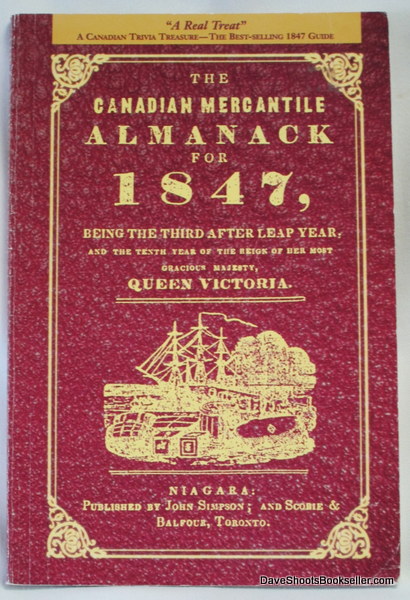 "A Real Treat"
A Canadian Trivia Treasure—The Best-selling 1847 Guide
THE
CANADIAN MERCANTILE
ALMANACK
FOR
1847,
BEING THE THIRD AFTER LEAP YEAR,
AND THE TENTH YEAR OF THE REIGN OF HER MOST
GRACIOUS MAJESTY,
QUEEN VICTORIA.
NIAGARA:
Published by John Simpson; and Scobie &
Balfour, Toronto.
DaveShootsBookseller.com